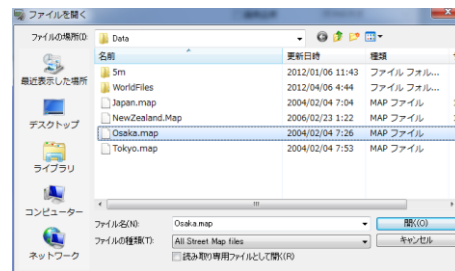 ファイルを開く
ファイルの場所(I): Data
名前 更新日時 種類
5m 2012/01/06 11:43 ファイル フォル...
WorldFiles 2012/04/06 4:44 ファイル フォル...
Japan.map 2004/02/04 7:04 MAP ファイル
NewZealand.Map 2006/02/23 1:22 MAP ファイル
Osaka.map 2004/02/04 7:26 MAP ファイル
Tokyo.map 2004/02/04 7:53 MAP ファイル
最近表示した場所
デスクトップ
ライブラリ
コンピューター
ネットワーク
ファイル名(N): Osaka.map 開く(O)
ファイルの種類(T): All Street Map files キャンセル
読み取り専用ファイルとして開く(R)